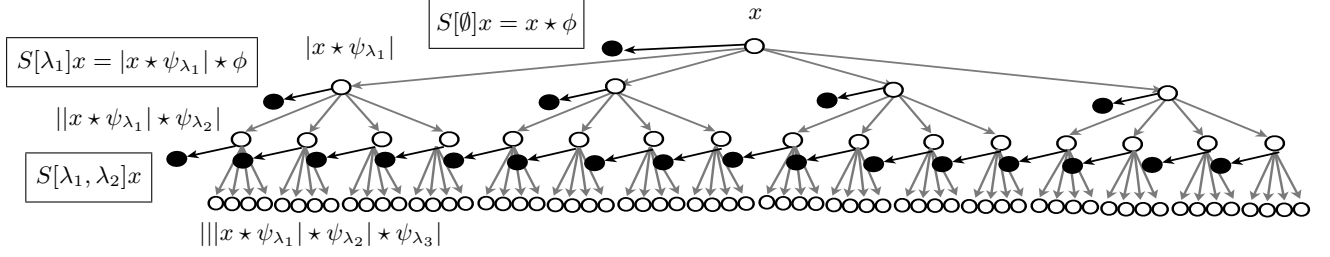 x
S[∅]x = x ⋆ ϕ
|x ⋆ ψ_{λ_1}|
S[λ_1]x = |x ⋆ ψ_{λ_1}| ⋆ ϕ
||x ⋆ ψ_{λ_1}| ⋆ ψ_{λ_2}|
S[λ_1, λ_2]x
|||x ⋆ ψ_{λ_1}| ⋆ ψ_{λ_2}| ⋆ ψ_{λ_3}|